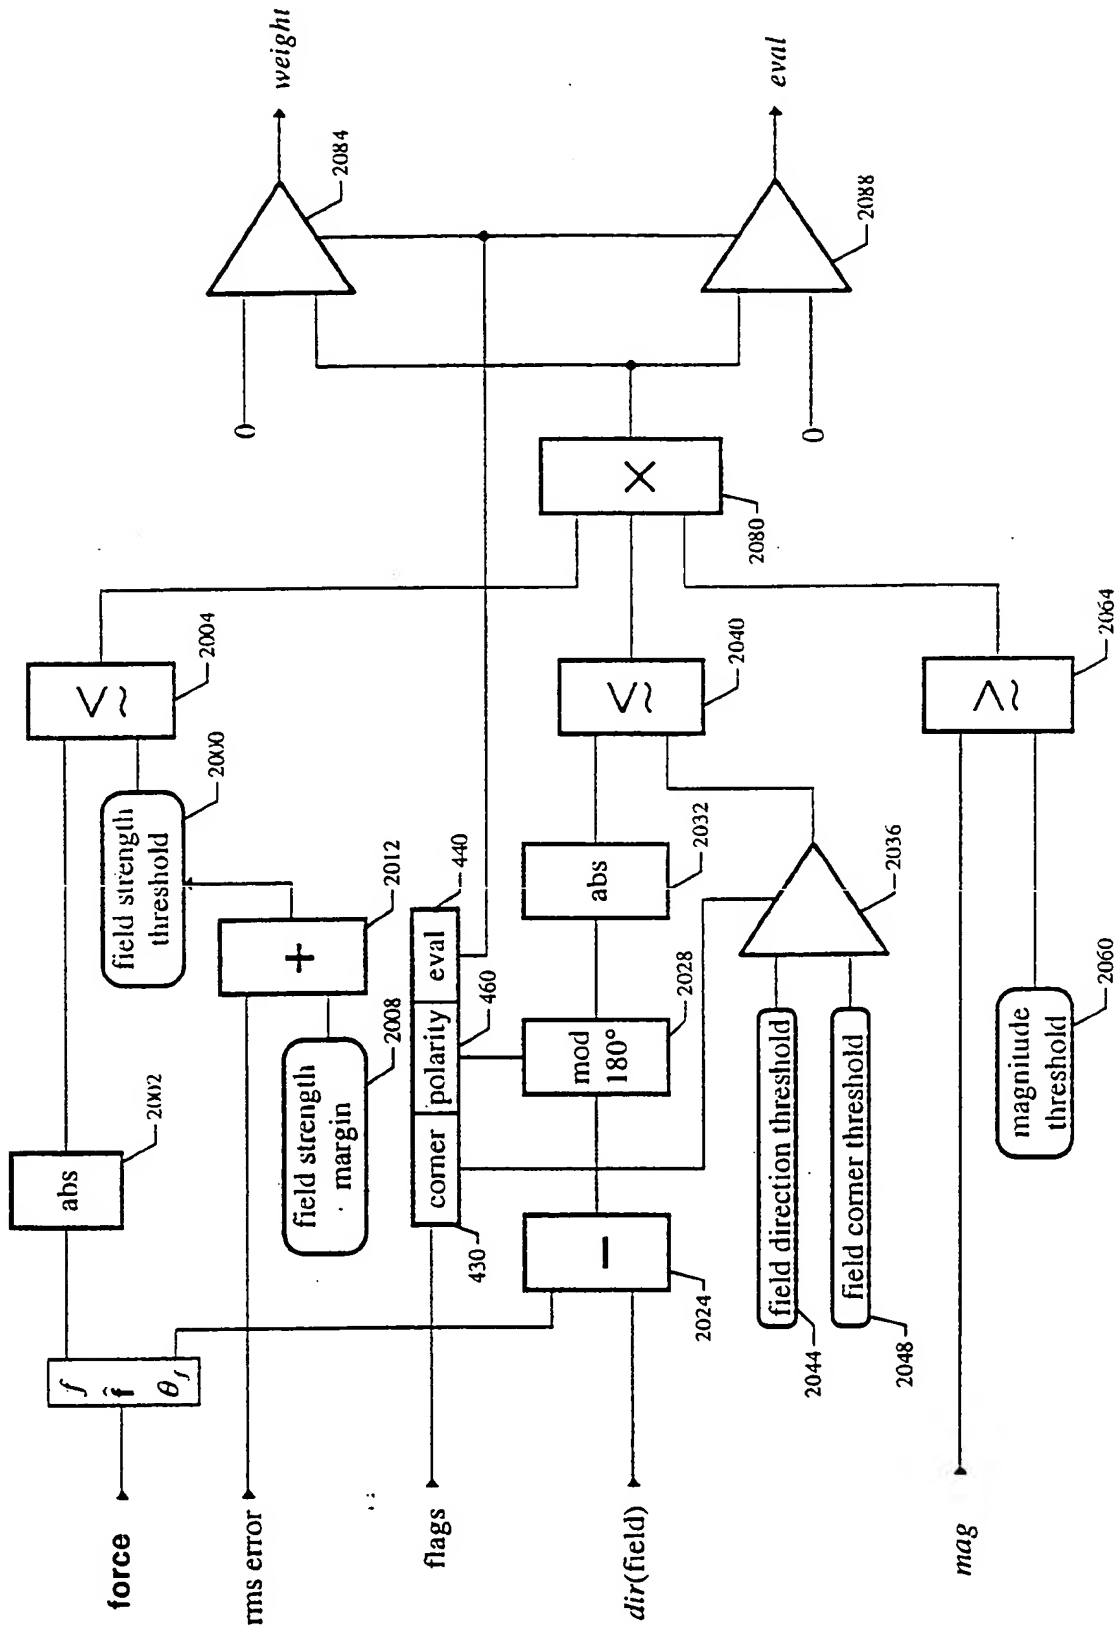 force
f
f̂
θf
abs
2002
2004
∨
≀
weight
0
2084
rms error
field strength
threshold
2000
+
2012
field strength
margin
2008
flags
corner
polarity
eval
430
460
440
dir(field)
−
2024
mod
180°
2028
abs
2032
∨
≀
2040
×
2080
field direction threshold
2044
field corner threshold
2048
2036
mag
magnitude
threshold
2060
∧
≀
2064
0
eval
2088